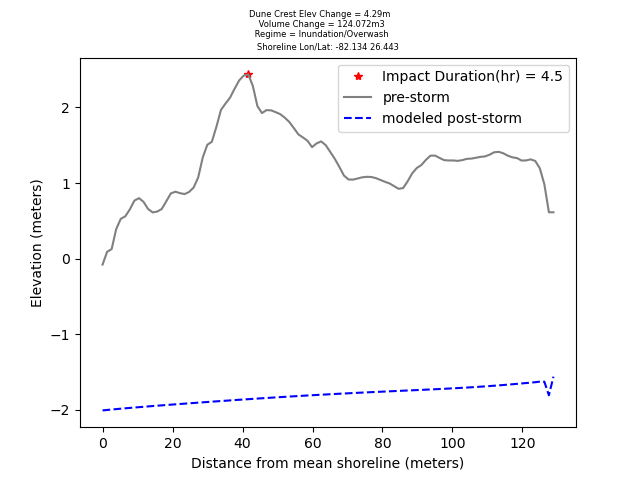 Dune Crest Elev Change = 4.29m
Volume Change = 124.072m3
Regime = Inundation/Overwash
Shoreline Lon/Lat: -82.134 26.443
Impact Duration(hr) = 4.5
pre-storm
modeled post-storm
Elevation (meters)
2
1
0
−1
−2
0 20 40 60 80 100 120
Distance from mean shoreline (meters)